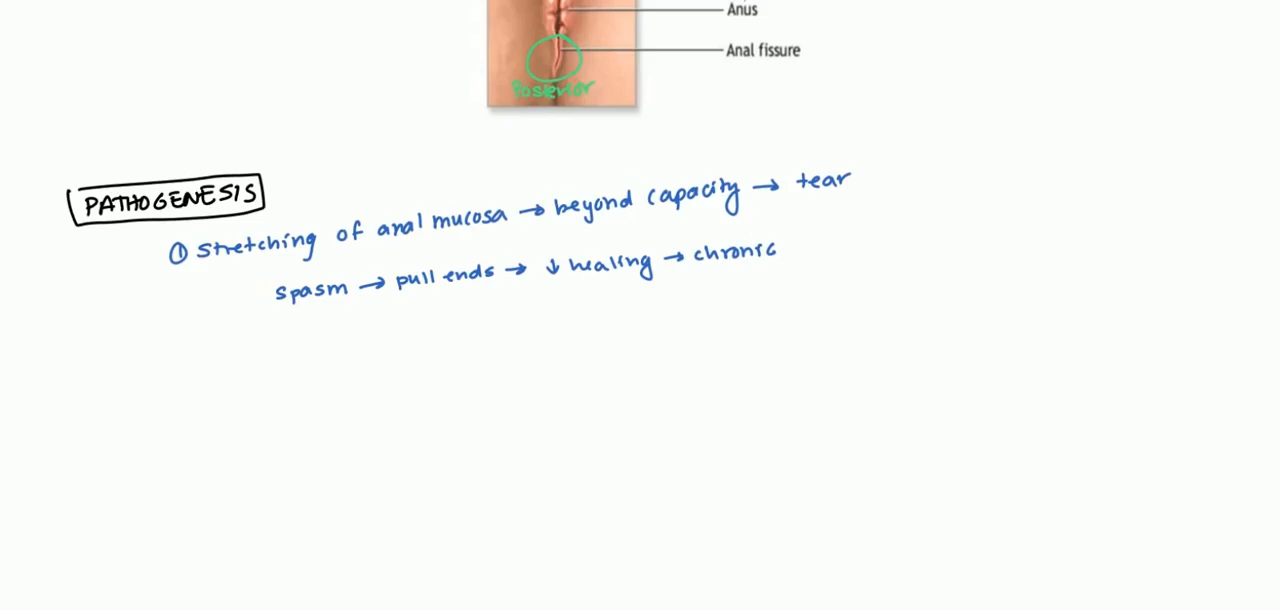 Anus
Anal fissure
Posterior
PATHOGENESIS
① Stretching of anal mucosa → beyond capacity → tear
Spasm → pull ends → ↓ healing → chronic